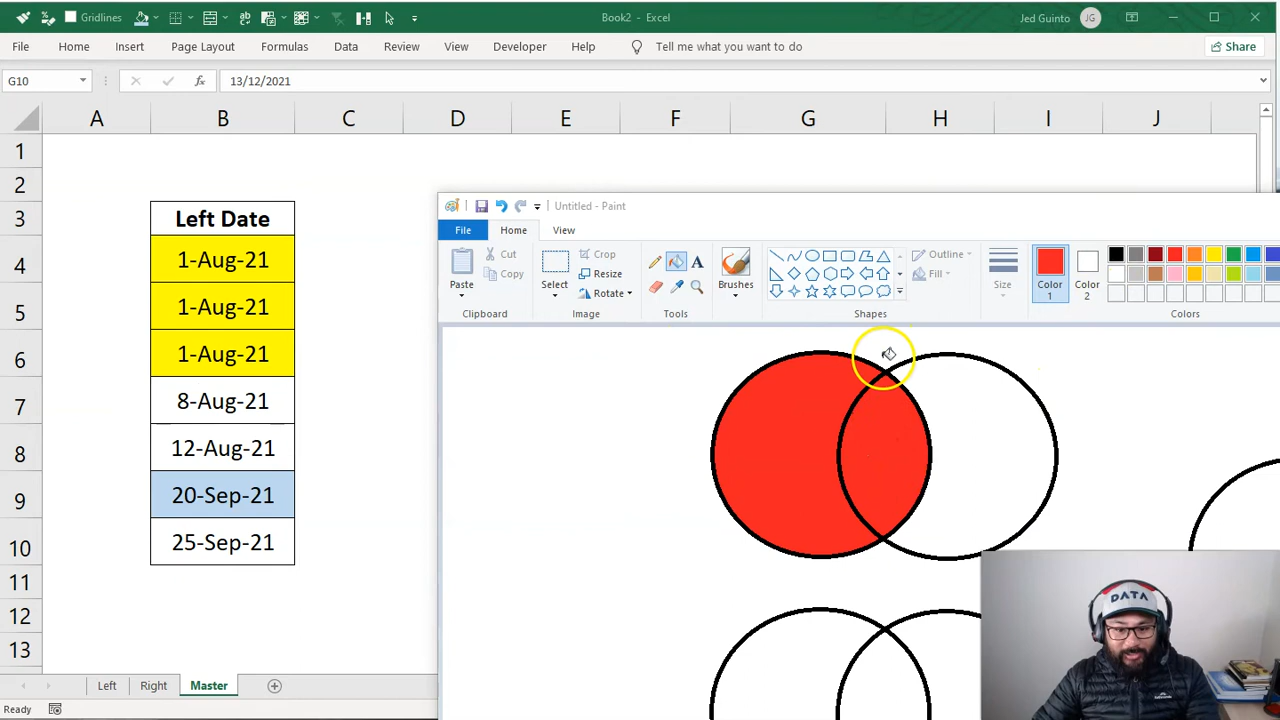 Gridlines
Book2 - Excel
Jed Guinto
JG
File
Home
Insert
Page Layout
Formulas
Data
Review
View
Developer
Help
Tell me what you want to do
Share
G10
fx
13/12/2021
A
B
C
D
E
F
G
H
I
J
1
2
3
4
5
6
7
8
9
10
11
12
13
Left Date
1-Aug-21
1-Aug-21
1-Aug-21
8-Aug-21
12-Aug-21
20-Sep-21
25-Sep-21
Untitled - Paint
File
Home
View
Paste
Cut
Copy
Clipboard
Select
Crop
Resize
Rotate
Image
A
Tools
Brushes
Outline
Fill
Shapes
Size
Color
1
Color
2
Colors
DATA
Left
Right
Master
Ready